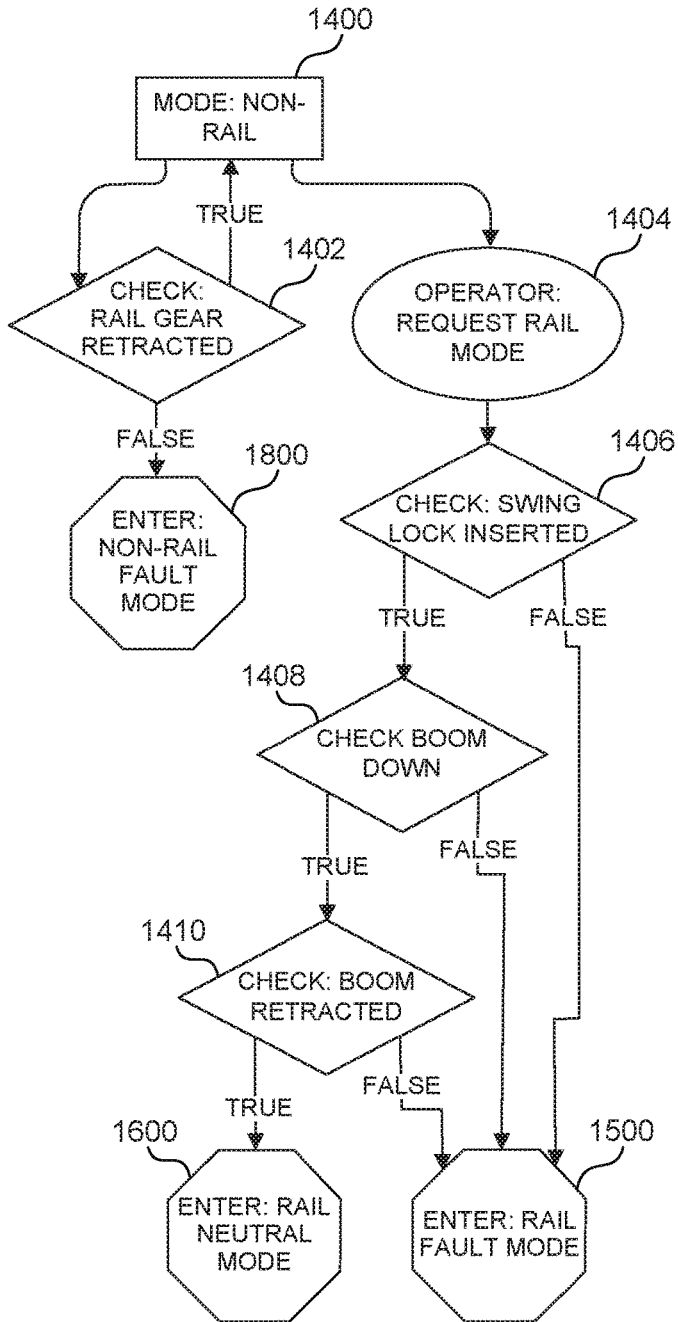 1400
MODE: NON-
RAIL
TRUE
1402
CHECK:
RAIL GEAR
RETRACTED
1404
OPERATOR:
REQUEST RAIL
MODE
FALSE
1800
ENTER:
NON-RAIL
FAULT
MODE
1406
CHECK: SWING
LOCK INSERTED
TRUE
FALSE
1408
CHECK BOOM
DOWN
TRUE
FALSE
1410
CHECK: BOOM
RETRACTED
TRUE
FALSE
1600
ENTER: RAIL
NEUTRAL
MODE
1500
ENTER: RAIL
FAULT MODE